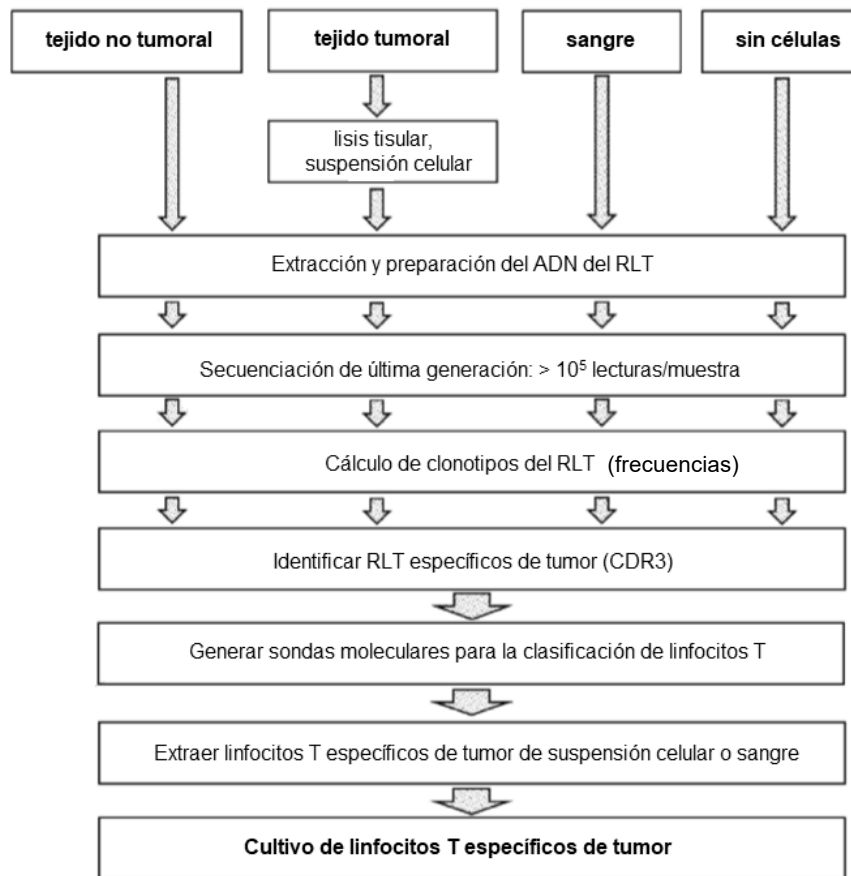 tejido no tumoral
tejido tumoral
sangre
sin células
lisis tisular,
suspensión celular
Extracción y preparación del ADN del RLT
Secuenciación de última generación: > 10⁵ lecturas/muestra
Cálculo de clonotipos del RLT (frecuencias)
Identificar RLT específicos de tumor (CDR3)
Generar sondas moleculares para la clasificación de linfocitos T
Extraer linfocitos T específicos de tumor de suspensión celular o sangre
Cultivo de linfocitos T específicos de tumor